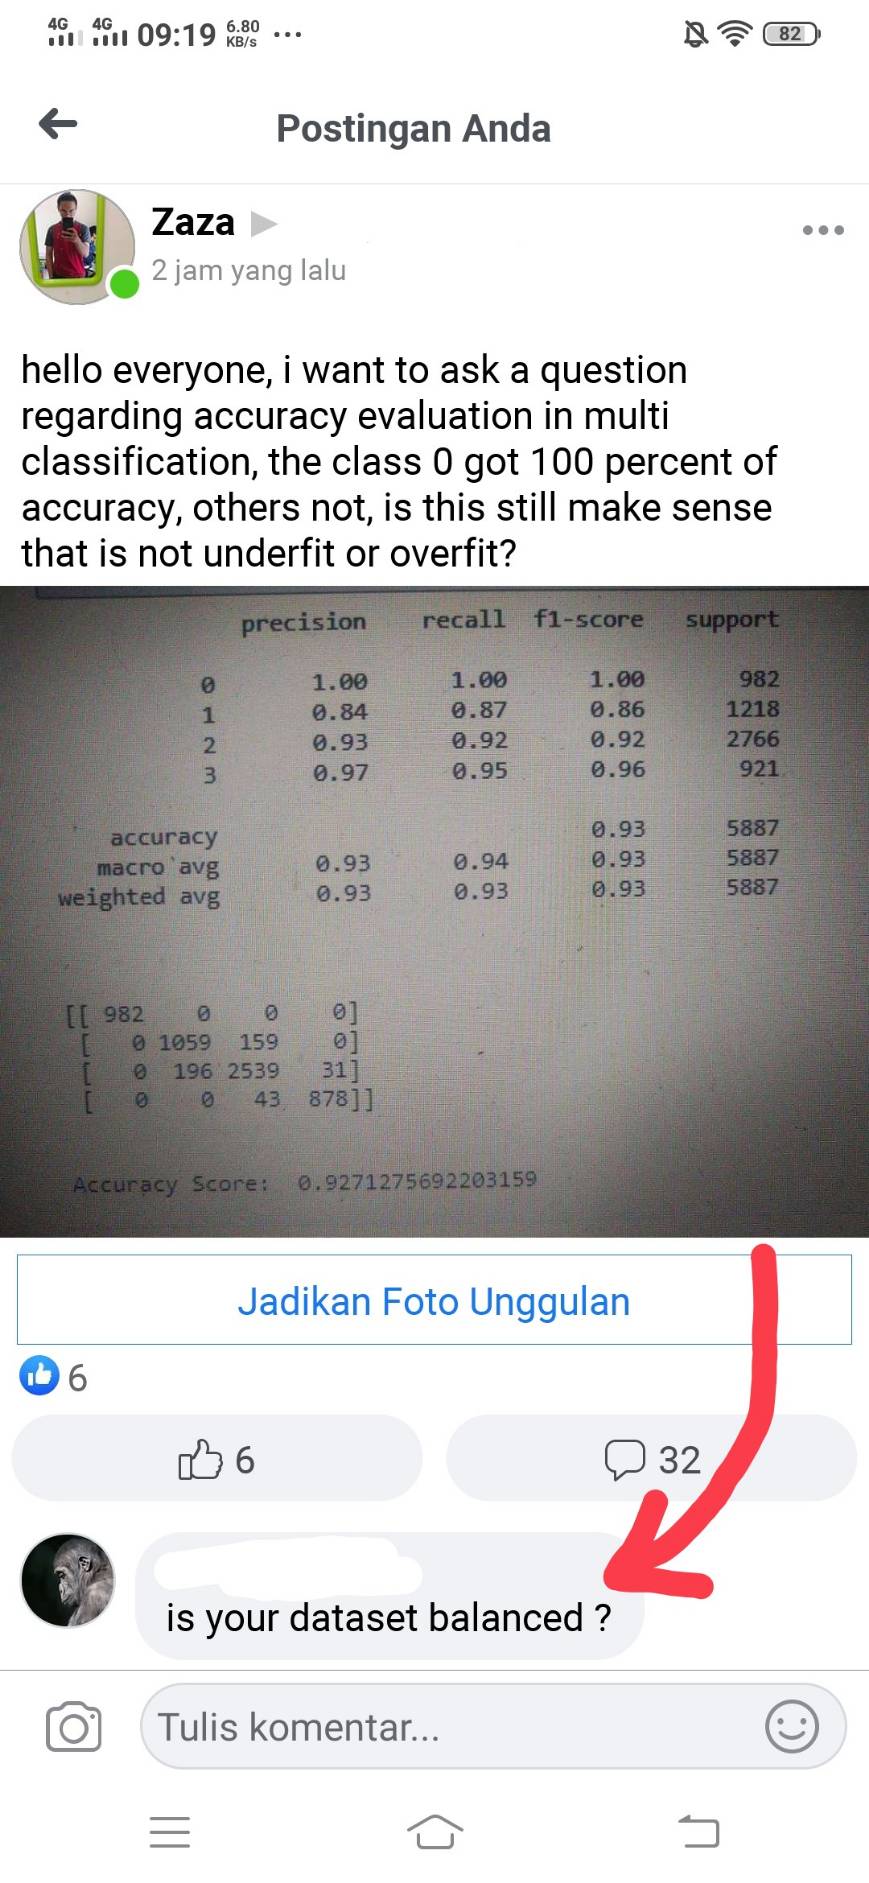 4G 4G 09:19 6.80 KB/s ... 82
Postingan Anda
Zaza
2 jam yang lalu
hello everyone, i want to ask a question
regarding accuracy evaluation in multi
classification, the class 0 got 100 percent of
accuracy, others not, is this still make sense
that is not underfit or overfit?
precision recall f1-score support
0 1.00 1.00 1.00 982
1 0.84 0.87 0.86 1218
2 0.93 0.92 0.92 2766
3 0.97 0.95 0.96 921
accuracy 0.93 5887
macro avg 0.93 0.94 0.93 5887
weighted avg 0.93 0.93 0.93 5887
[[ 982 0 0 0]
[ 0 1059 159 0]
[ 0 196 2539 31]
[ 0 0 43 878]]
Accuracy Score: 0.9271275692203159
Jadikan Foto Unggulan
6
6 32
is your dataset balanced ?
Tulis komentar...